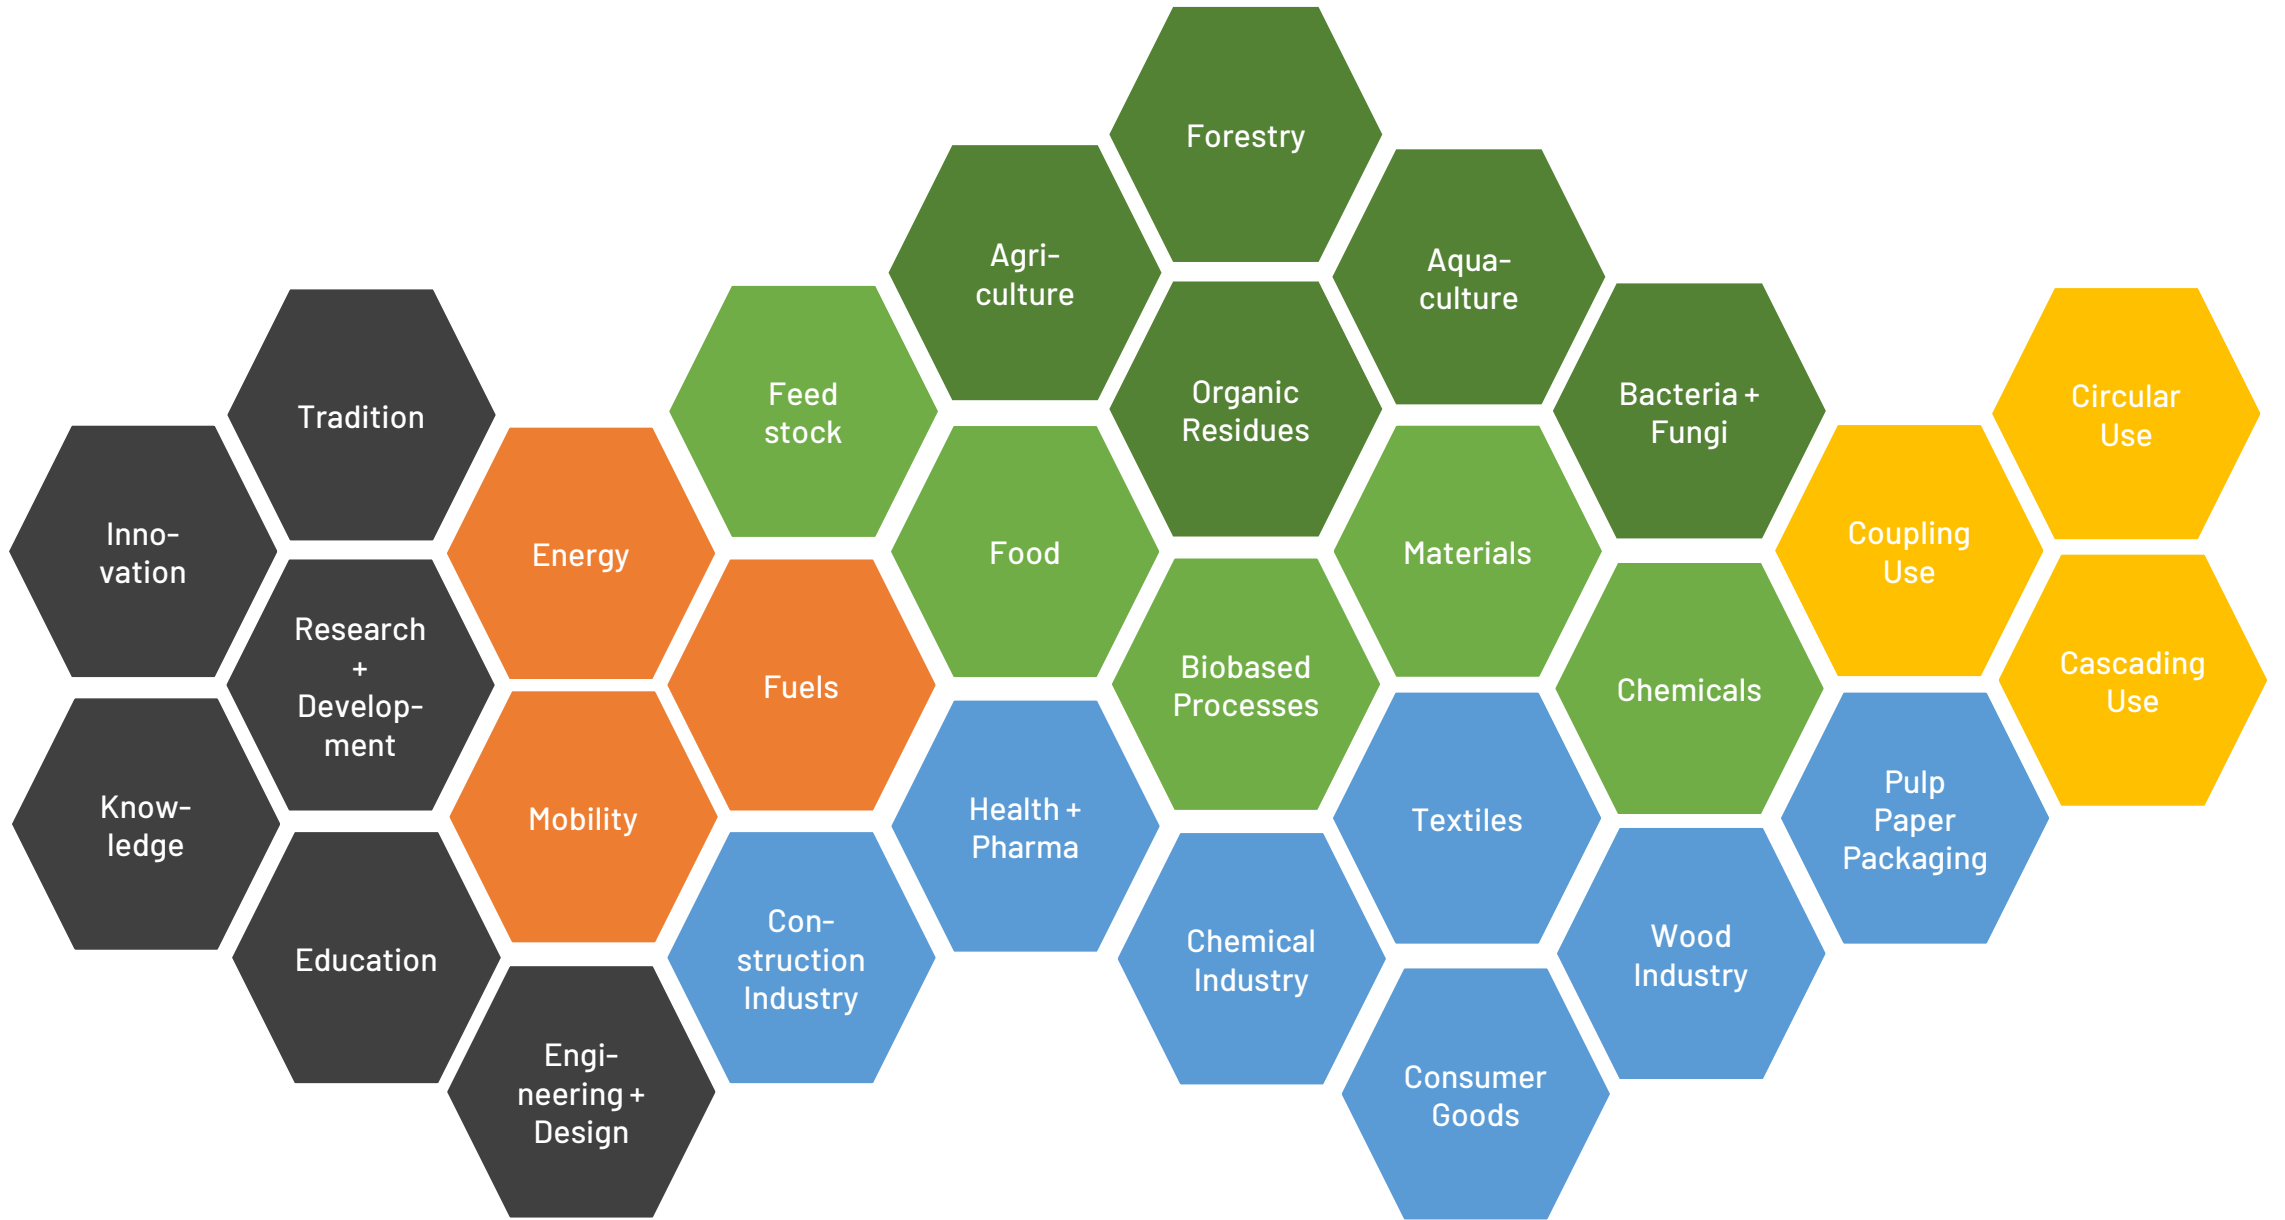 Forestry
Agri-
culture
Aqua-
culture
Tradition
Feed
stock
Organic
Residues
Bacteria +
Fungi
Circular
Use
Inno-
vation
Energy
Food
Materials
Coupling
Use
Research
+
Develop-
ment
Fuels
Biobased
Processes
Chemicals
Cascading
Use
Know-
ledge
Mobility
Health +
Pharma
Textiles
Pulp
Paper
Packaging
Education
Con-
struction
Industry
Chemical
Industry
Wood
Industry
Engi-
neering +
Design
Consumer
Goods